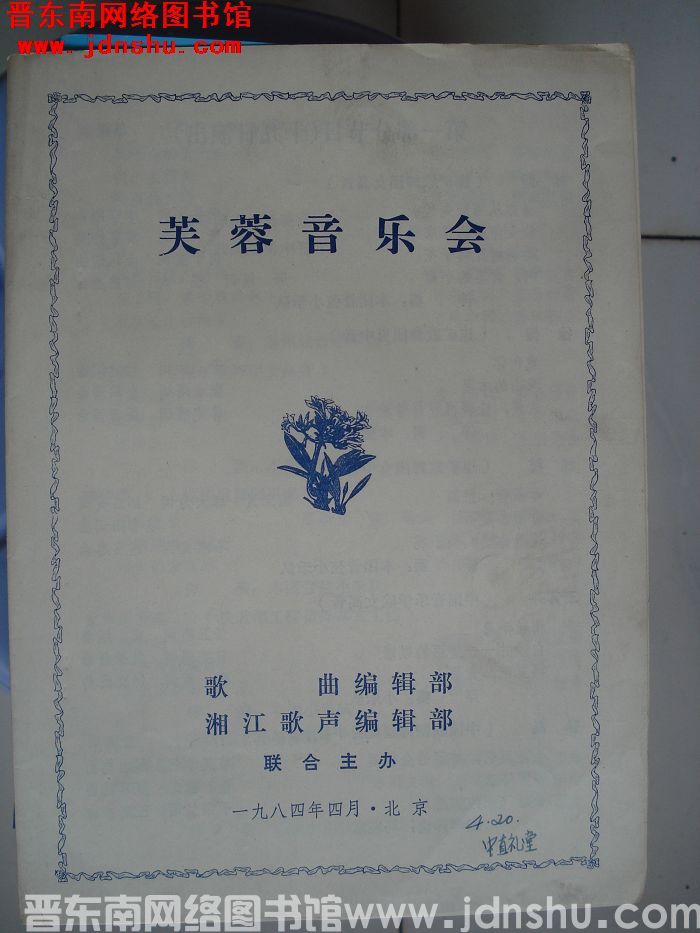 晋东南网络图书馆
www.jdnshu.com
芙蓉音乐会
歌 曲编辑部
湘江歌声编辑部
联合主办
一九八四年四月·北京
4.20.
中直礼堂
晋东南网络图书馆www.jdnshu.com